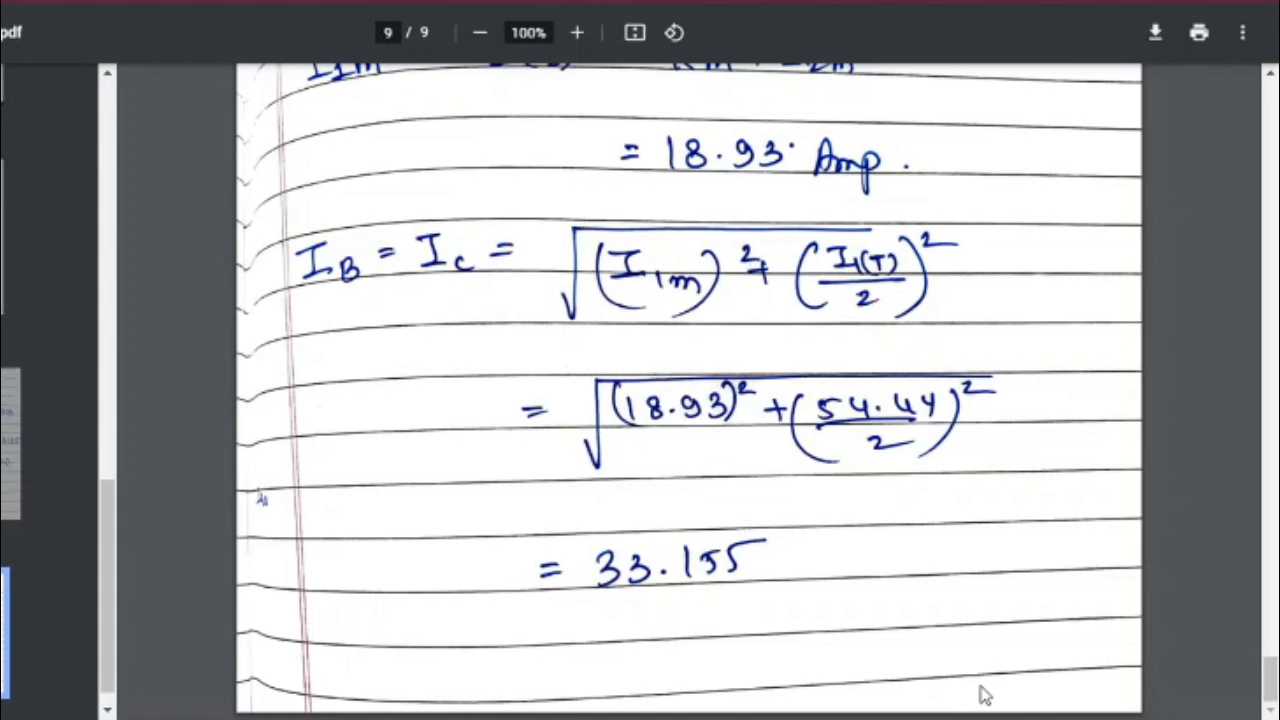 pdf
9 / 9
100%
= 18.93 Amp.
I_B = I_C = √((I_1m)² + (I_1(T)/2)²)
= √((18.93)² + (54.44/2)²)
= 33.155